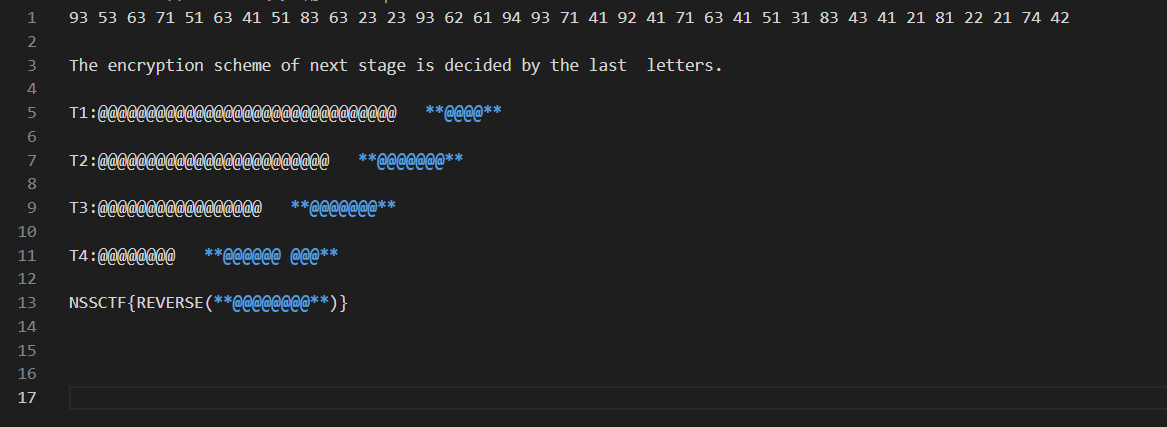 1 93 53 63 71 51 63 41 51 83 63 23 23 93 62 61 94 93 71 41 92 41 71 63 41 51 31 83 43 41 21 81 22 21 74 42
2
3 The encryption scheme of next stage is decided by the last  letters.
4
5 T1:@@@@@@@@@@@@@@@@@@@@@@@@@@@@@@@   **@@@@**
6
7 T2:@@@@@@@@@@@@@@@@@@@@@@@@   **@@@@@@@**
8
9 T3:@@@@@@@@@@@@@@@@@   **@@@@@@@**
10
11 T4:@@@@@@@@   **@@@@@@ @@@**
12
13 NSSCTF{REVERSE(**@@@@@@@@**)}
14
15
16
17